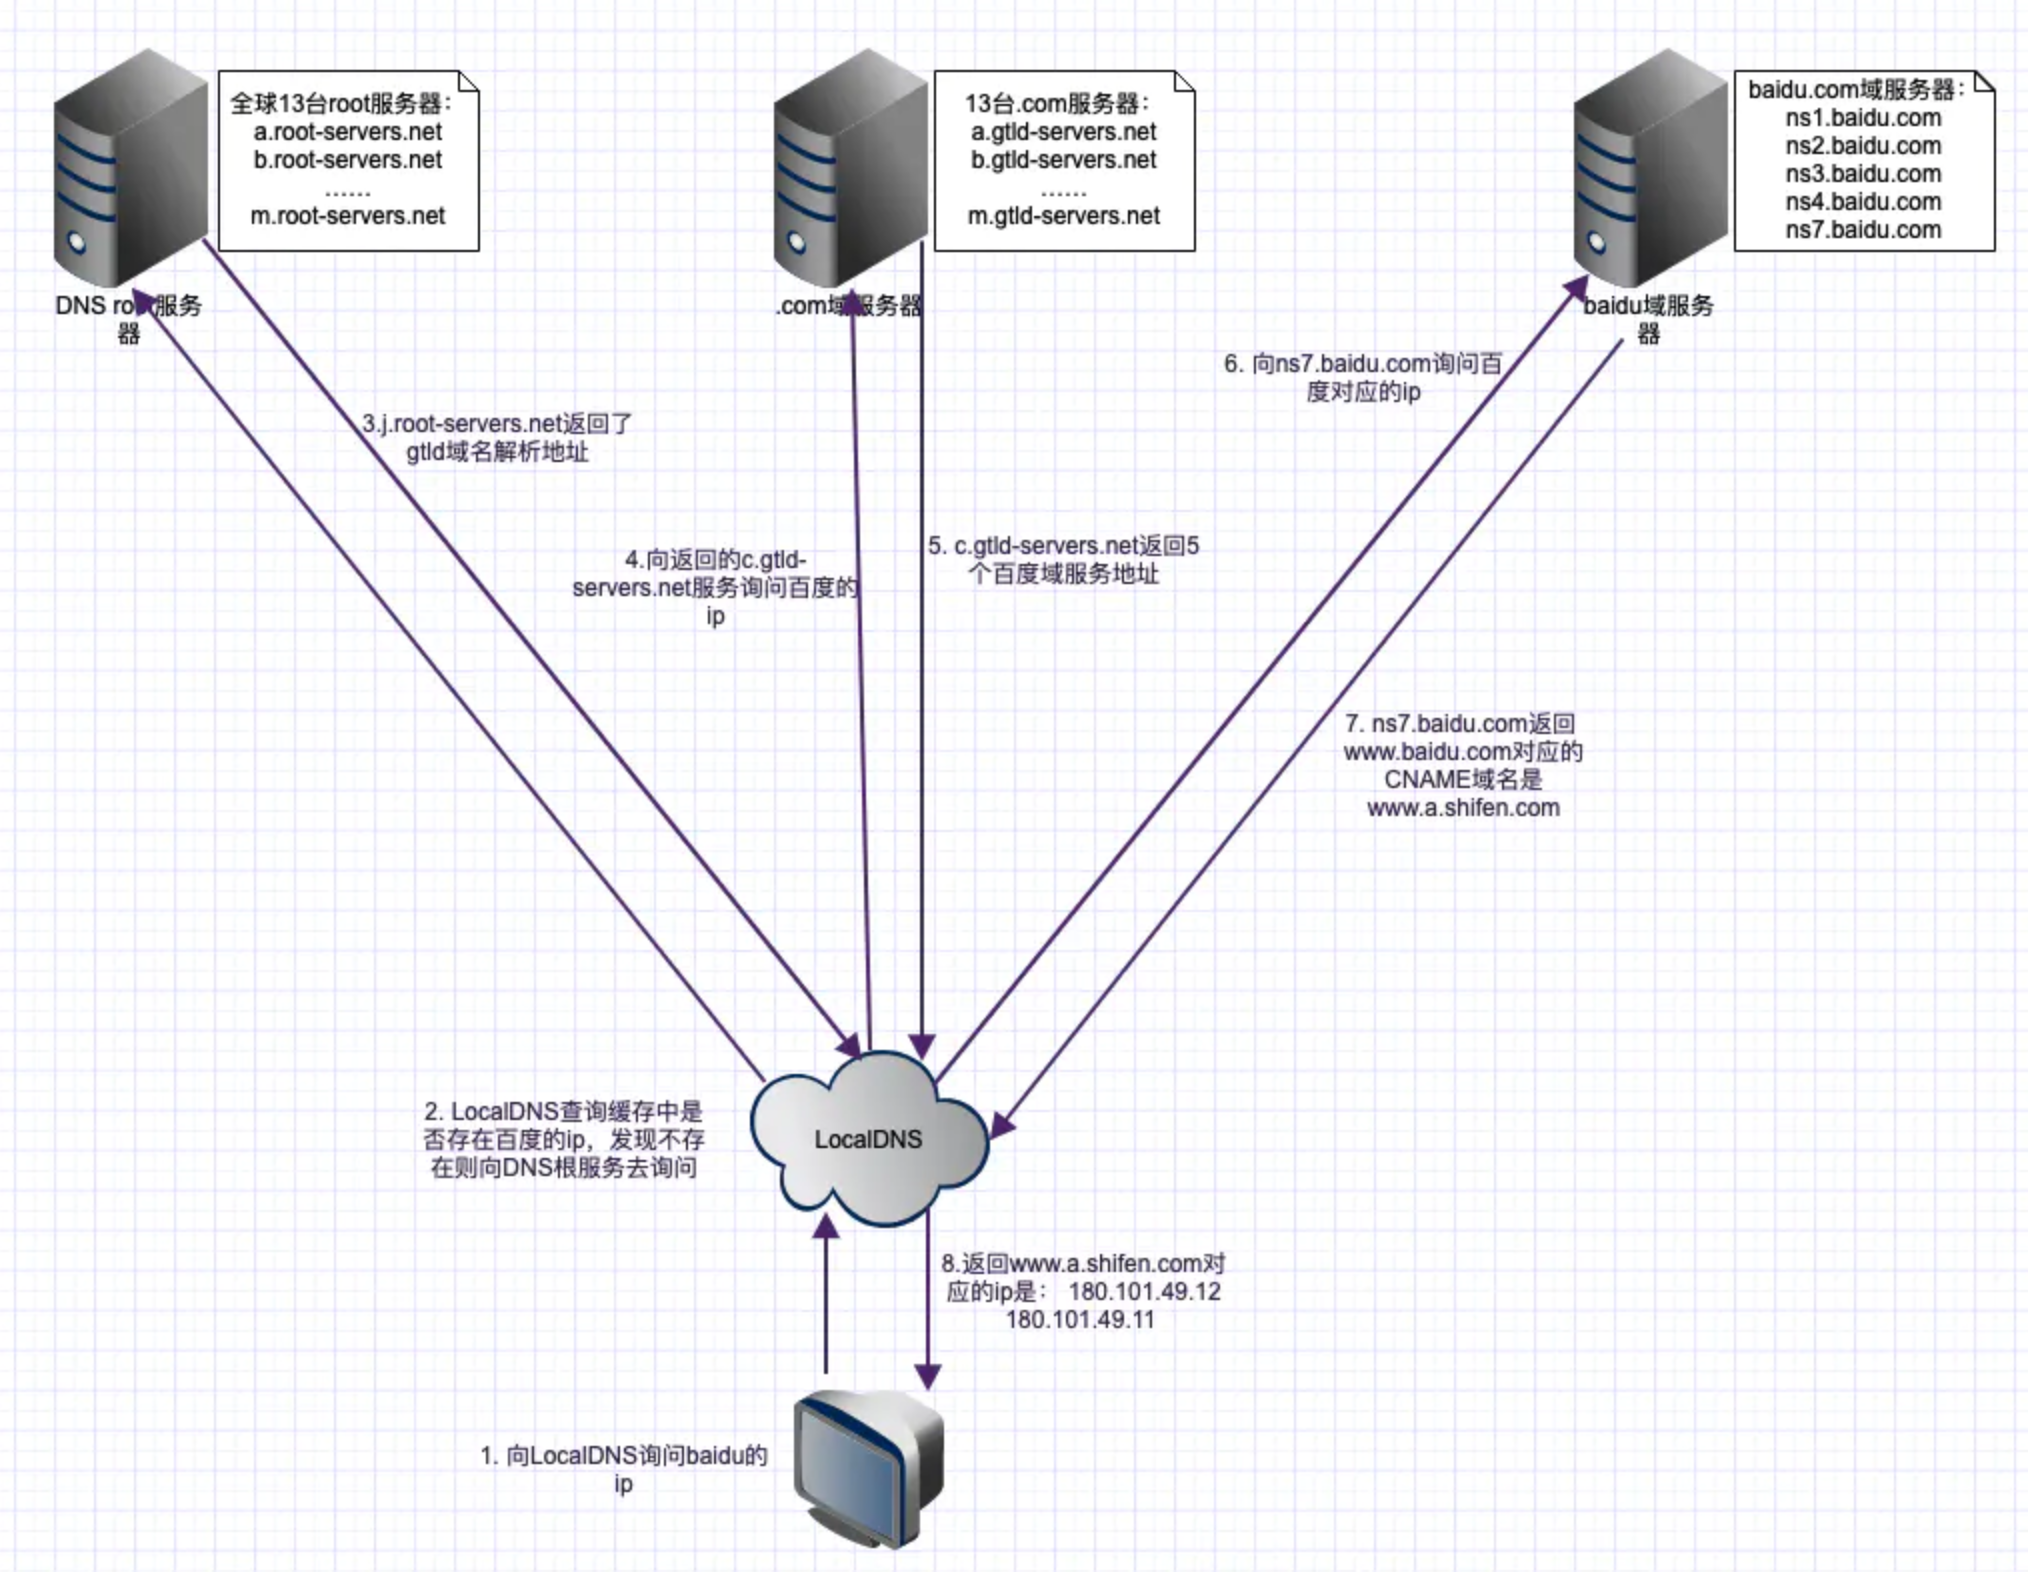 全球13台root服务器：
a.root-servers.net
b.root-servers.net
......
m.root-servers.net
DNS root服务
器
13台.com服务器：
a.gtld-servers.net
b.gtld-servers.net
......
m.gtld-servers.net
.com域服务器
baidu.com域服务器：
ns1.baidu.com
ns2.baidu.com
ns3.baidu.com
ns4.baidu.com
ns7.baidu.com
baidu域服务
器
3.j.root-servers.net返回了
gtld域名解析地址
4.向返回的c.gtld-
servers.net服务询问百度的
ip
5. c.gtld-servers.net返回5
个百度域服务地址
6. 向ns7.baidu.com询问百
度对应的ip
7. ns7.baidu.com返回
www.baidu.com对应的
CNAME域名是
www.a.shifen.com
2. LocalDNS查询缓存中是
否存在百度的ip，发现不存
在则向DNS根服务去询问
LocalDNS
8.返回www.a.shifen.com对
应的ip是： 180.101.49.12
180.101.49.11
1. 向LocalDNS询问baidu的
ip